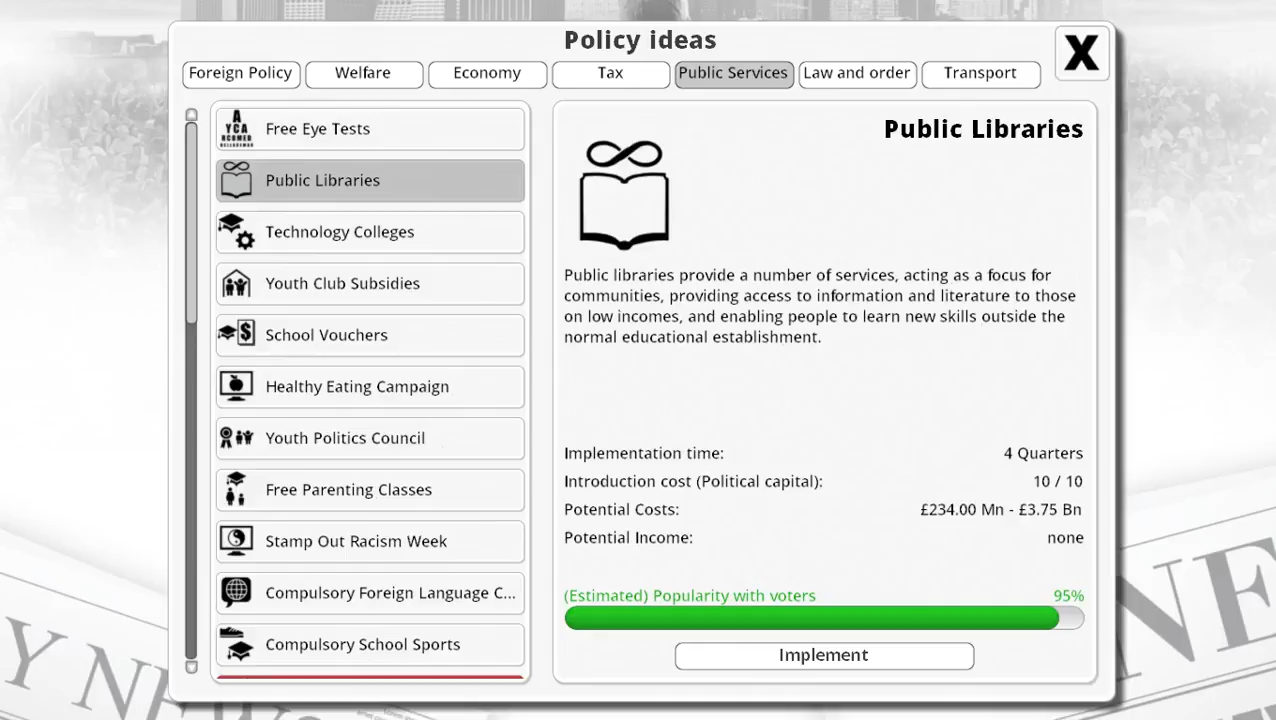 Policy ideas
X
Foreign Policy
Welfare
Economy
Tax
Public Services
Law and order
Transport
Free Eye Tests
Public Libraries
Technology Colleges
Youth Club Subsidies
School Vouchers
Healthy Eating Campaign
Youth Politics Council
Free Parenting Classes
Stamp Out Racism Week
Compulsory Foreign Language C...
Compulsory School Sports
Public Libraries
Public libraries provide a number of services, acting as a focus for
communities, providing access to information and literature to those
on low incomes, and enabling people to learn new skills outside the
normal educational establishment.
Implementation time: 4 Quarters
Introduction cost (Political capital): 10 / 10
Potential Costs: £234.00 Mn - £3.75 Bn
Potential Income: none
(Estimated) Popularity with voters 95%
Implement